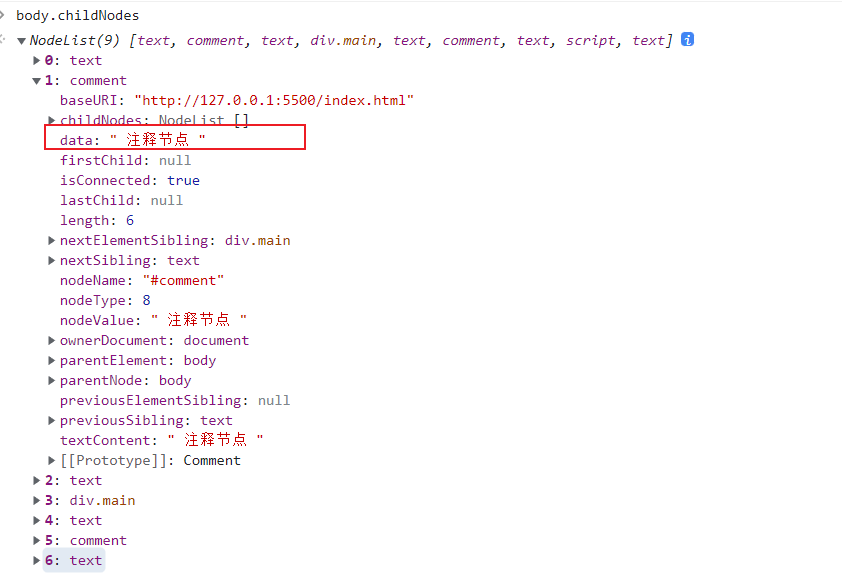 body.childNodes
NodeList(9) [text, comment, text, div.main, text, comment, text, script, text] i
0: text
1: comment
baseURI: "http://127.0.0.1:5500/index.html"
childNodes: NodeList []
data: " 注释节点 "
firstChild: null
isConnected: true
lastChild: null
length: 6
nextElementSibling: div.main
nextSibling: text
nodeName: "#comment"
nodeType: 8
nodeValue: " 注释节点 "
ownerDocument: document
parentElement: body
parentNode: body
previousElementSibling: null
previousSibling: text
textContent: " 注释节点 "
[[Prototype]]: Comment
2: text
3: div.main
4: text
5: comment
6: text